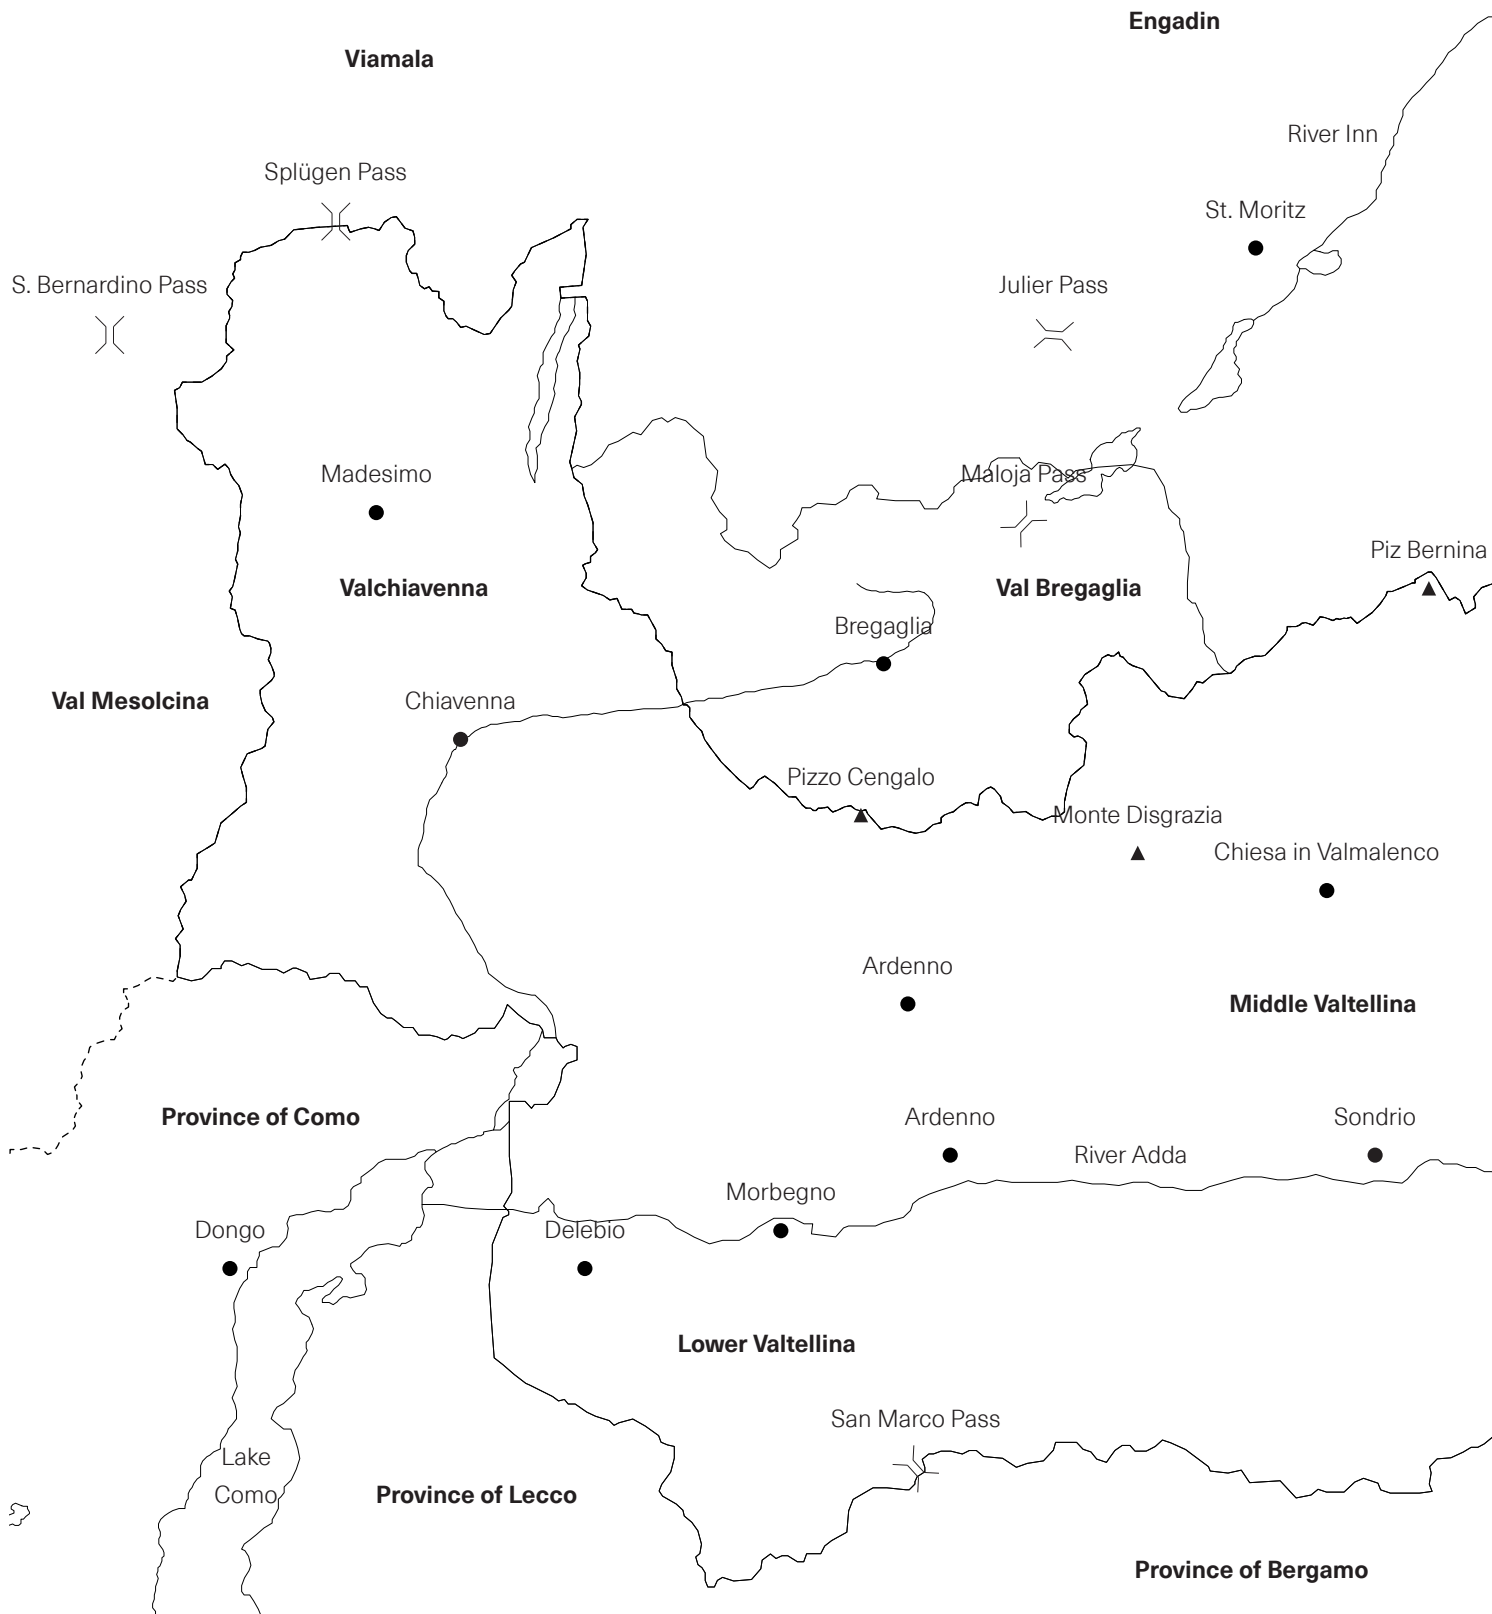 Engadin
Viamala
River Inn
Splügen Pass
St. Moritz
S. Bernardino Pass
Julier Pass
Madesimo
Maloja Pass
Piz Bernina
Valchiavenna
Val Bregaglia
Bregaglia
Val Mesolcina
Chiavenna
Pizzo Cengalo
Monte Disgrazia
Chiesa in Valmalenco
Ardenno
Middle Valtellina
Province of Como
Ardenno
Sondrio
River Adda
Morbegno
Dongo
Delebio
Lower Valtellina
San Marco Pass
Lake
Como
Province of Lecco
Province of Bergamo